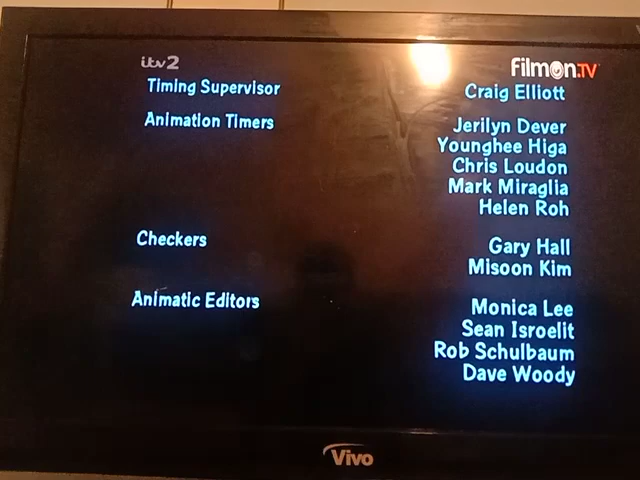 itv2 FilmOn.TV
Timing Supervisor Craig Elliott
Animation Timers Jerilyn Dever
Younghee Higa
Chris Loudon
Mark Miraglia
Helen Roh
Checkers Gary Hall
Misoon Kim
Animatic Editors Monica Lee
Sean Isroelit
Rob Schulbaum
Dave Woody
Vivo